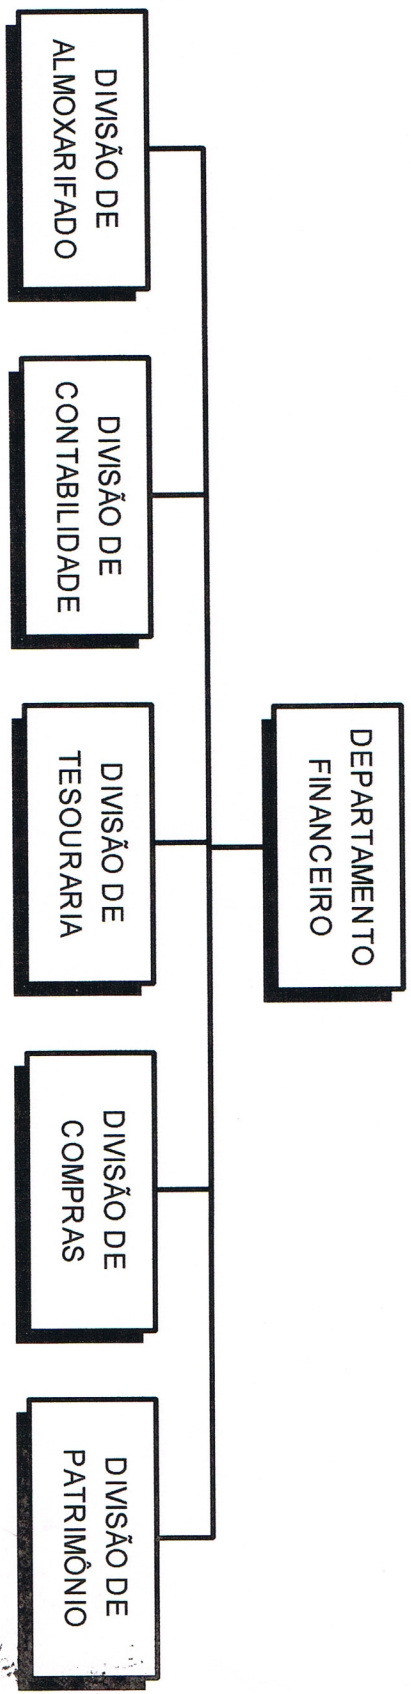 DEPARTAMENTO
FINANCEIRO
DIVISÃO DE
ALMOXARIFADO
DIVISÃO DE
CONTABILIDADE
DIVISÃO DE
TESOURARIA
DIVISÃO DE
COMPRAS
DIVISÃO DE
PATRIMÔNIO